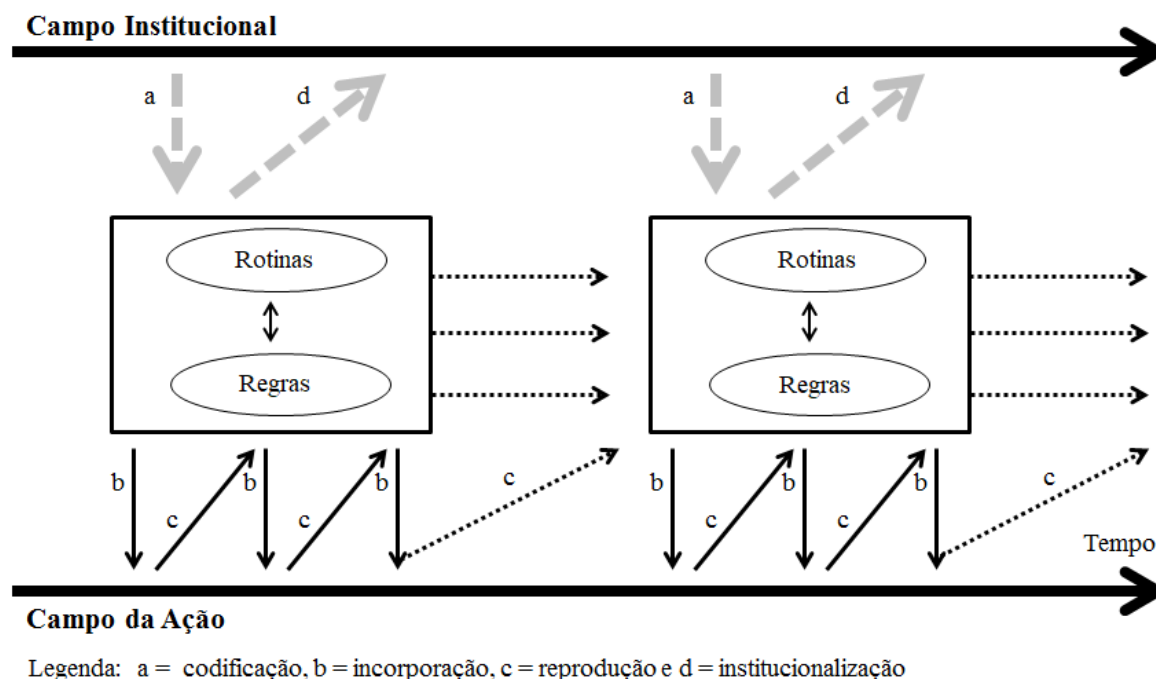 Campo Institucional
a d a d
Rotinas Rotinas
Regras Regras
b b b c b b b c
c c c c
Tempo
Campo da Ação
Legenda: a = codificação, b = incorporação, c = reprodução e d = institucionalização